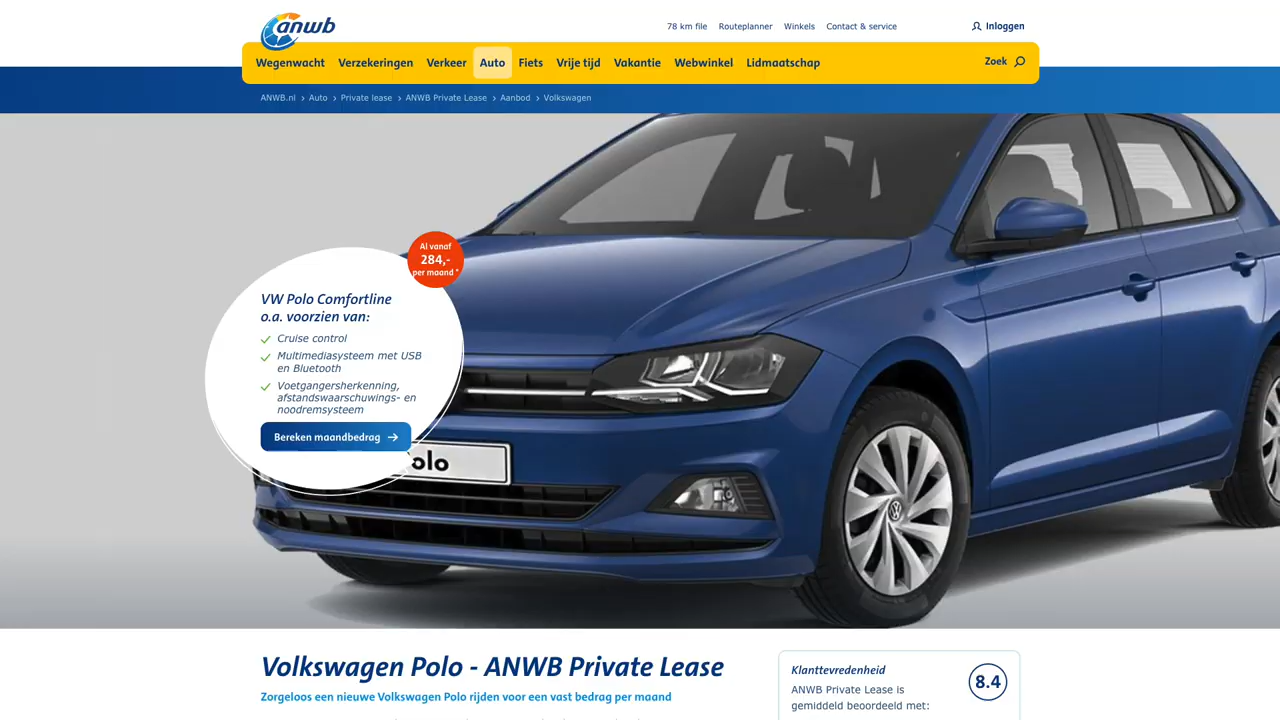 anwb
78 km file Routeplanner Winkels Contact & service Inloggen
Wegenwacht Verzekeringen Verkeer Auto Fiets Vrije tijd Vakantie Webwinkel Lidmaatschap Zoek
ANWB.nl > Auto > Private lease > ANWB Private Lease > Aanbod > Volkswagen
Al vanaf
284,-
per maand *
VW Polo Comfortline
o.a. voorzien van:
Cruise control
Multimediasysteem met USB
en Bluetooth
Voetgangersherkenning,
afstandswaarschuwings- en
noodremsysteem
Bereken maandbedrag
Volkswagen Polo - ANWB Private Lease
Zorgeloos een nieuwe Volkswagen Polo rijden voor een vast bedrag per maand
Klanttevredenheid
8.4
ANWB Private Lease is
gemiddeld beoordeeld met: